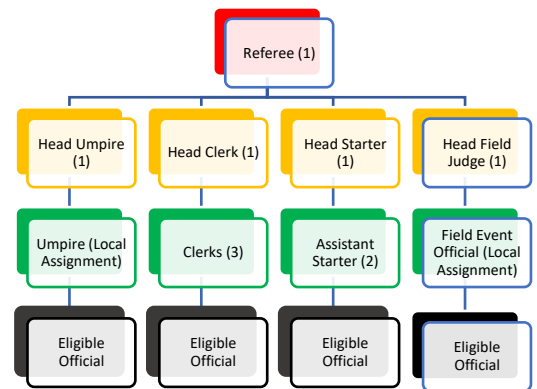 Referee (1)
Head Umpire
(1)
Head Clerk (1)
Head Starter
(1)
Head Field
Judge (1)
Umpire (Local
Assignment)
Clerks (3)
Assistant
Starter (2)
Field Event
Official (Local
Assignment)
Eligible
Official
Eligible
Official
Eligible
Official
Eligible
Official